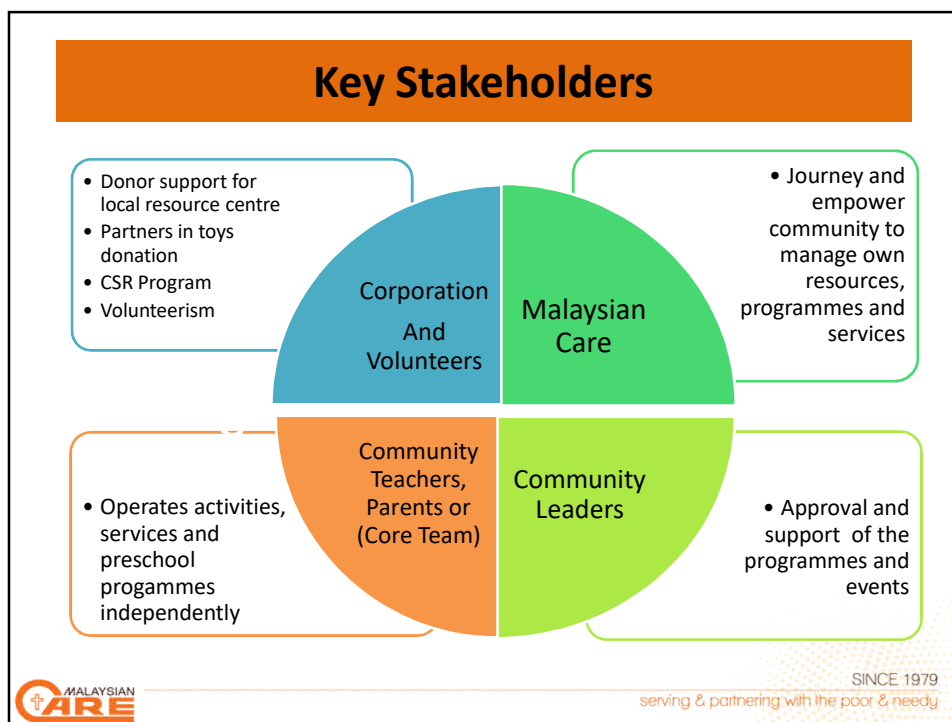 Key Stakeholders
• Donor support for
local resource centre
• Partners in toys
donation
• CSR Program
• Volunteerism
Corporation
And
Volunteers
Malaysian
Care
• Journey and
empower
community to
manage own
resources,
programmes and
services
• Operates activities,
services and
preschool
progammes
independently
Community
Teachers,
Parents or
(Core Team)
Community
Leaders
• Approval and
support of the
programmes and
events
MALAYSIAN
CARE
SINCE 1979
serving & partnering with the poor & needy